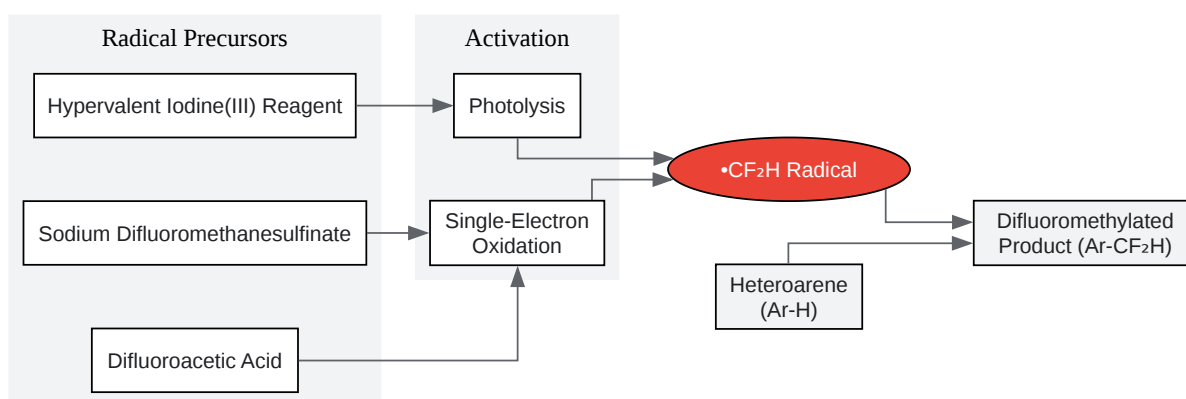 Radical Precursors
Activation
Hypervalent Iodine(III) Reagent
Photolysis
•CF₂H Radical
Sodium Difluoromethanesulfinate
Single-Electron
Oxidation
Difluoromethylated
Product (Ar-CF₂H)
Heteroarene
(Ar-H)
Difluoroacetic Acid